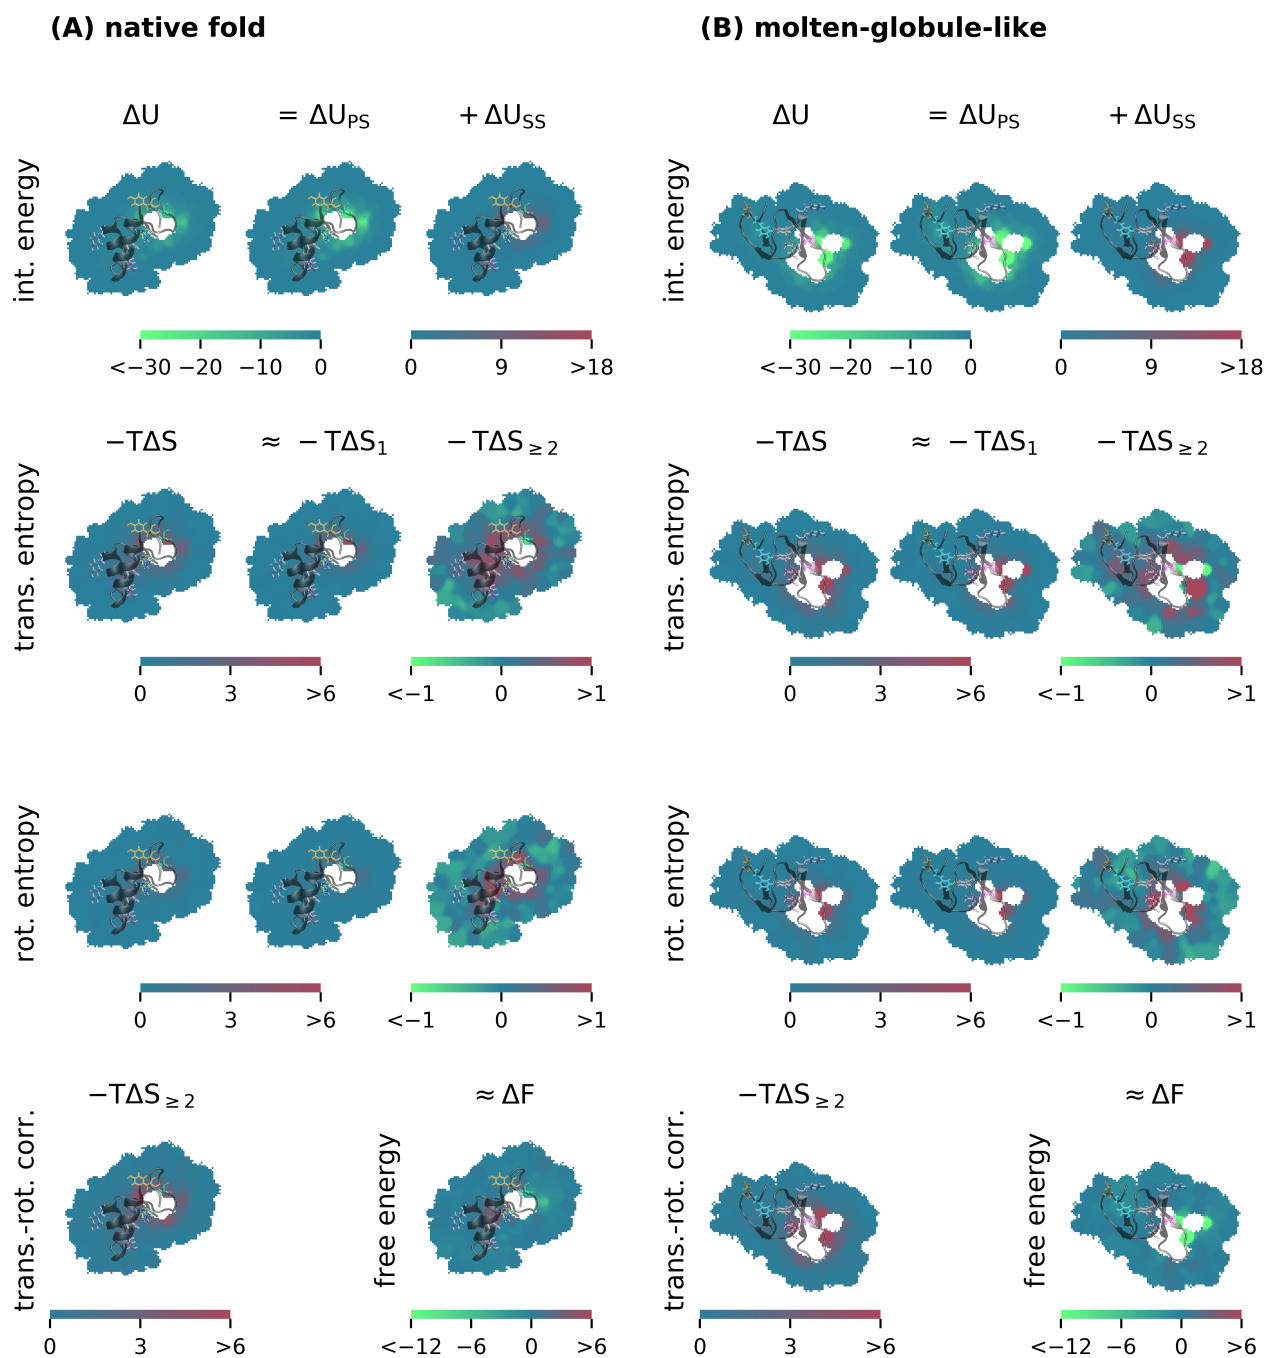 (A) native fold
(B) molten-globule-like
ΔU
= ΔU_PS
+ ΔU_SS
ΔU
= ΔU_PS
+ ΔU_SS
int. energy
int. energy
<−30 −20 −10 0
0 9 >18
<−30 −20 −10 0
0 9 >18
−TΔS
≈ −TΔS_1
−TΔS_≥2
−TΔS
≈ −TΔS_1
−TΔS_≥2
trans. entropy
trans. entropy
0 3 >6
<−1 0 >1
0 3 >6
<−1 0 >1
rot. entropy
rot. entropy
0 3 >6
<−1 0 >1
0 3 >6
<−1 0 >1
−TΔS_≥2
≈ ΔF
−TΔS_≥2
≈ ΔF
trans.-rot. corr.
free energy
trans.-rot. corr.
free energy
0 3 >6
<−12 −6 0 >6
0 3 >6
<−12 −6 0 >6